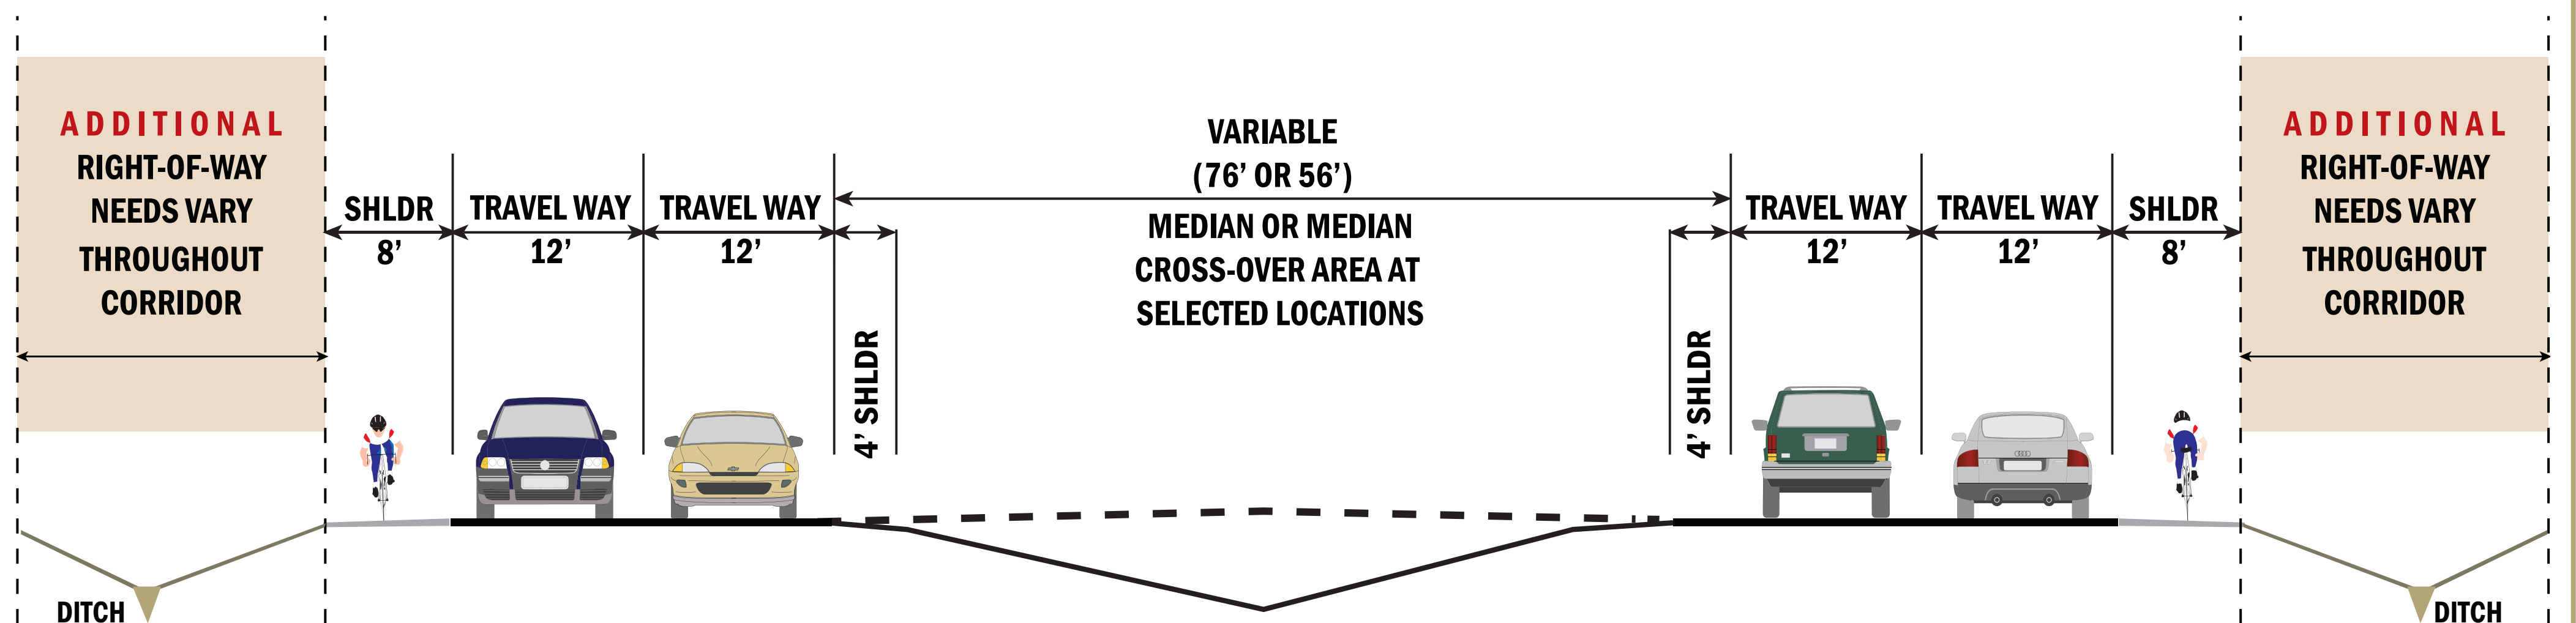 ADDITIONAL
RIGHT-OF-WAY
NEEDS VARY
THROUGHOUT
CORRIDOR
SHLDR
8’
TRAVEL WAY
12’
TRAVEL WAY
12’
4’ SHLDR
VARIABLE
(76’ OR 56’)
MEDIAN OR MEDIAN
CROSS-OVER AREA AT
SELECTED LOCATIONS
4’ SHLDR
TRAVEL WAY
12’
TRAVEL WAY
12’
SHLDR
8’
ADDITIONAL
RIGHT-OF-WAY
NEEDS VARY
THROUGHOUT
CORRIDOR
DITCH
DITCH